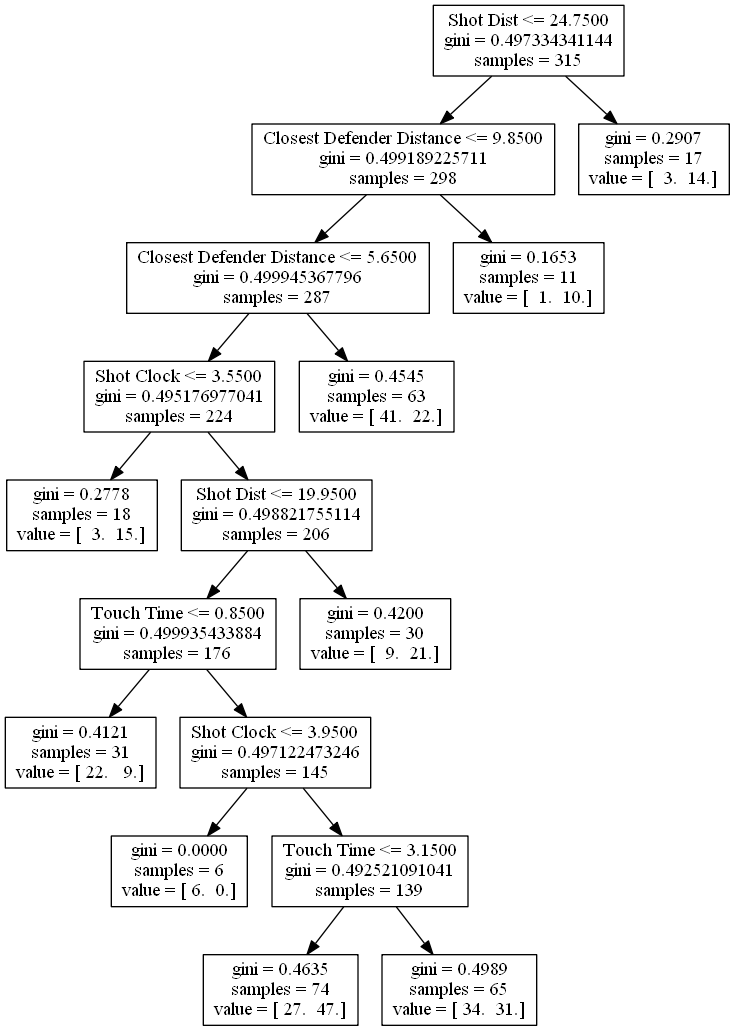 Shot Dist <= 24.7500
gini = 0.497334341144
samples = 315
Closest Defender Distance <= 9.8500
gini = 0.499189225711
samples = 298
gini = 0.2907
samples = 17
value = [  3.  14.]
Closest Defender Distance <= 5.6500
gini = 0.499945367796
samples = 287
gini = 0.1653
samples = 11
value = [  1.  10.]
Shot Clock <= 3.5500
gini = 0.495176977041
samples = 224
gini = 0.4545
samples = 63
value = [ 41.  22.]
gini = 0.2778
samples = 18
value = [  3.  15.]
Shot Dist <= 19.9500
gini = 0.498821755114
samples = 206
Touch Time <= 0.8500
gini = 0.499935433884
samples = 176
gini = 0.4200
samples = 30
value = [  9.  21.]
gini = 0.4121
samples = 31
value = [ 22.   9.]
Shot Clock <= 3.9500
gini = 0.497122473246
samples = 145
gini = 0.0000
samples = 6
value = [ 6.  0.]
Touch Time <= 3.1500
gini = 0.492521091041
samples = 139
gini = 0.4635
samples = 74
value = [ 27.  47.]
gini = 0.4989
samples = 65
value = [ 34.  31.]